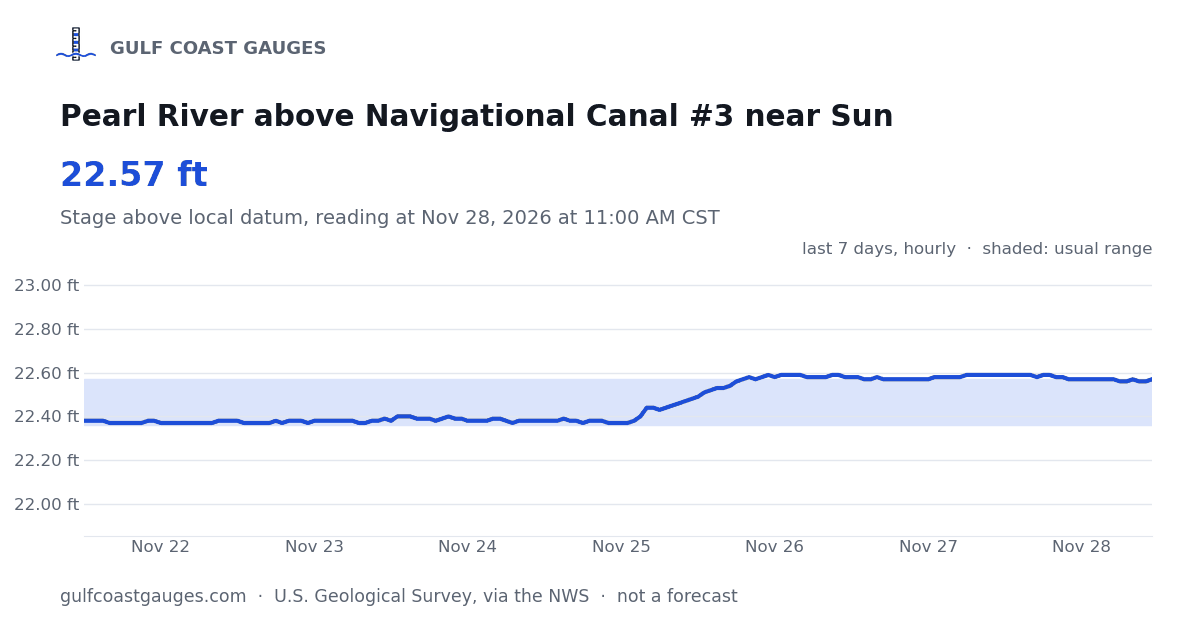 GULF COAST GAUGES
Pearl River above Navigational Canal #3 near Sun
22.57 ft
Stage above local datum, reading at Nov 28, 2026 at 11:00 AM CST
last 7 days, hourly · shaded: usual range
23.00 ft
22.80 ft
22.60 ft
22.40 ft
22.20 ft
22.00 ft
Nov 22 Nov 23 Nov 24 Nov 25 Nov 26 Nov 27 Nov 28
gulfcoastgauges.com · U.S. Geological Survey, via the NWS · not a forecast